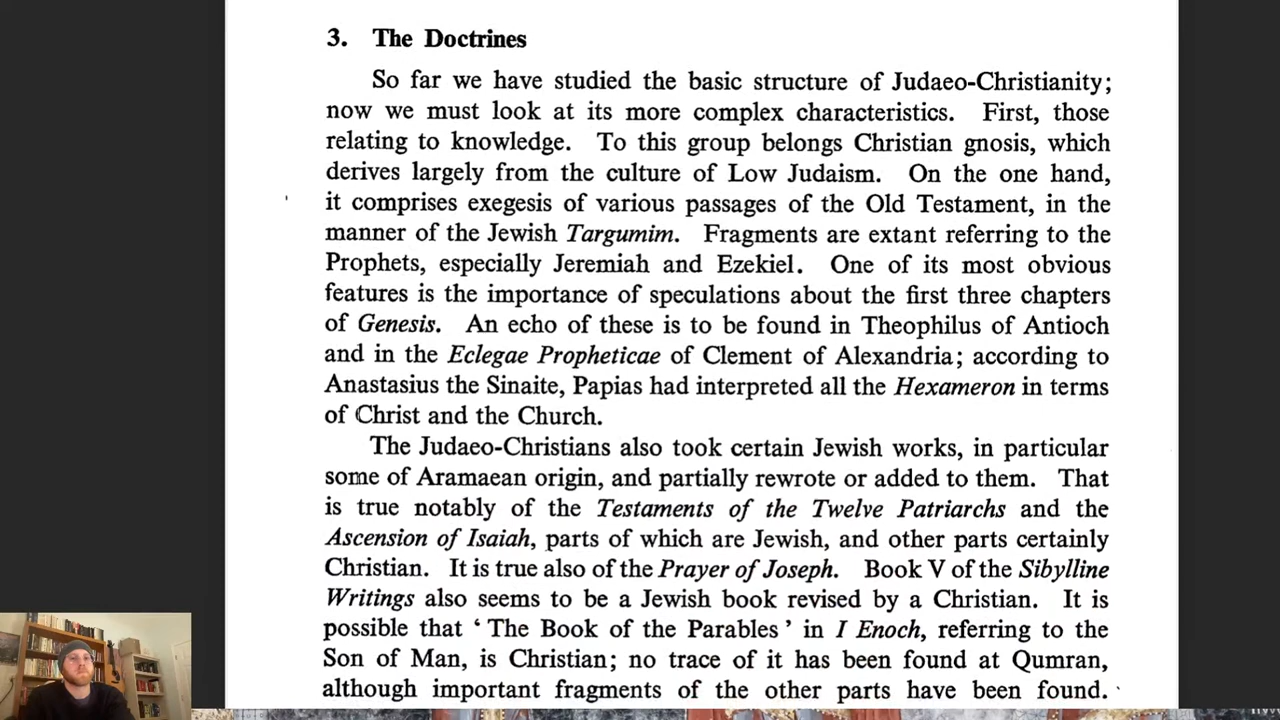 3. The Doctrines
So far we have studied the basic structure of Judaeo-Christianity;
now we must look at its more complex characteristics. First, those
relating to knowledge. To this group belongs Christian gnosis, which
derives largely from the culture of Low Judaism. On the one hand,
it comprises exegesis of various passages of the Old Testament, in the
manner of the Jewish Targumim. Fragments are extant referring to the
Prophets, especially Jeremiah and Ezekiel. One of its most obvious
features is the importance of speculations about the first three chapters
of Genesis. An echo of these is to be found in Theophilus of Antioch
and in the Eclegae Propheticae of Clement of Alexandria; according to
Anastasius the Sinaite, Papias had interpreted all the Hexameron in terms
of Christ and the Church.
The Judaeo-Christians also took certain Jewish works, in particular
some of Aramaean origin, and partially rewrote or added to them. That
is true notably of the Testaments of the Twelve Patriarchs and the
Ascension of Isaiah, parts of which are Jewish, and other parts certainly
Christian. It is true also of the Prayer of Joseph. Book V of the Sibylline
Writings also seems to be a Jewish book revised by a Christian. It is
possible that ‘ The Book of the Parables ’ in I Enoch, referring to the
Son of Man, is Christian; no trace of it has been found at Qumran,
although important fragments of the other parts have been found.